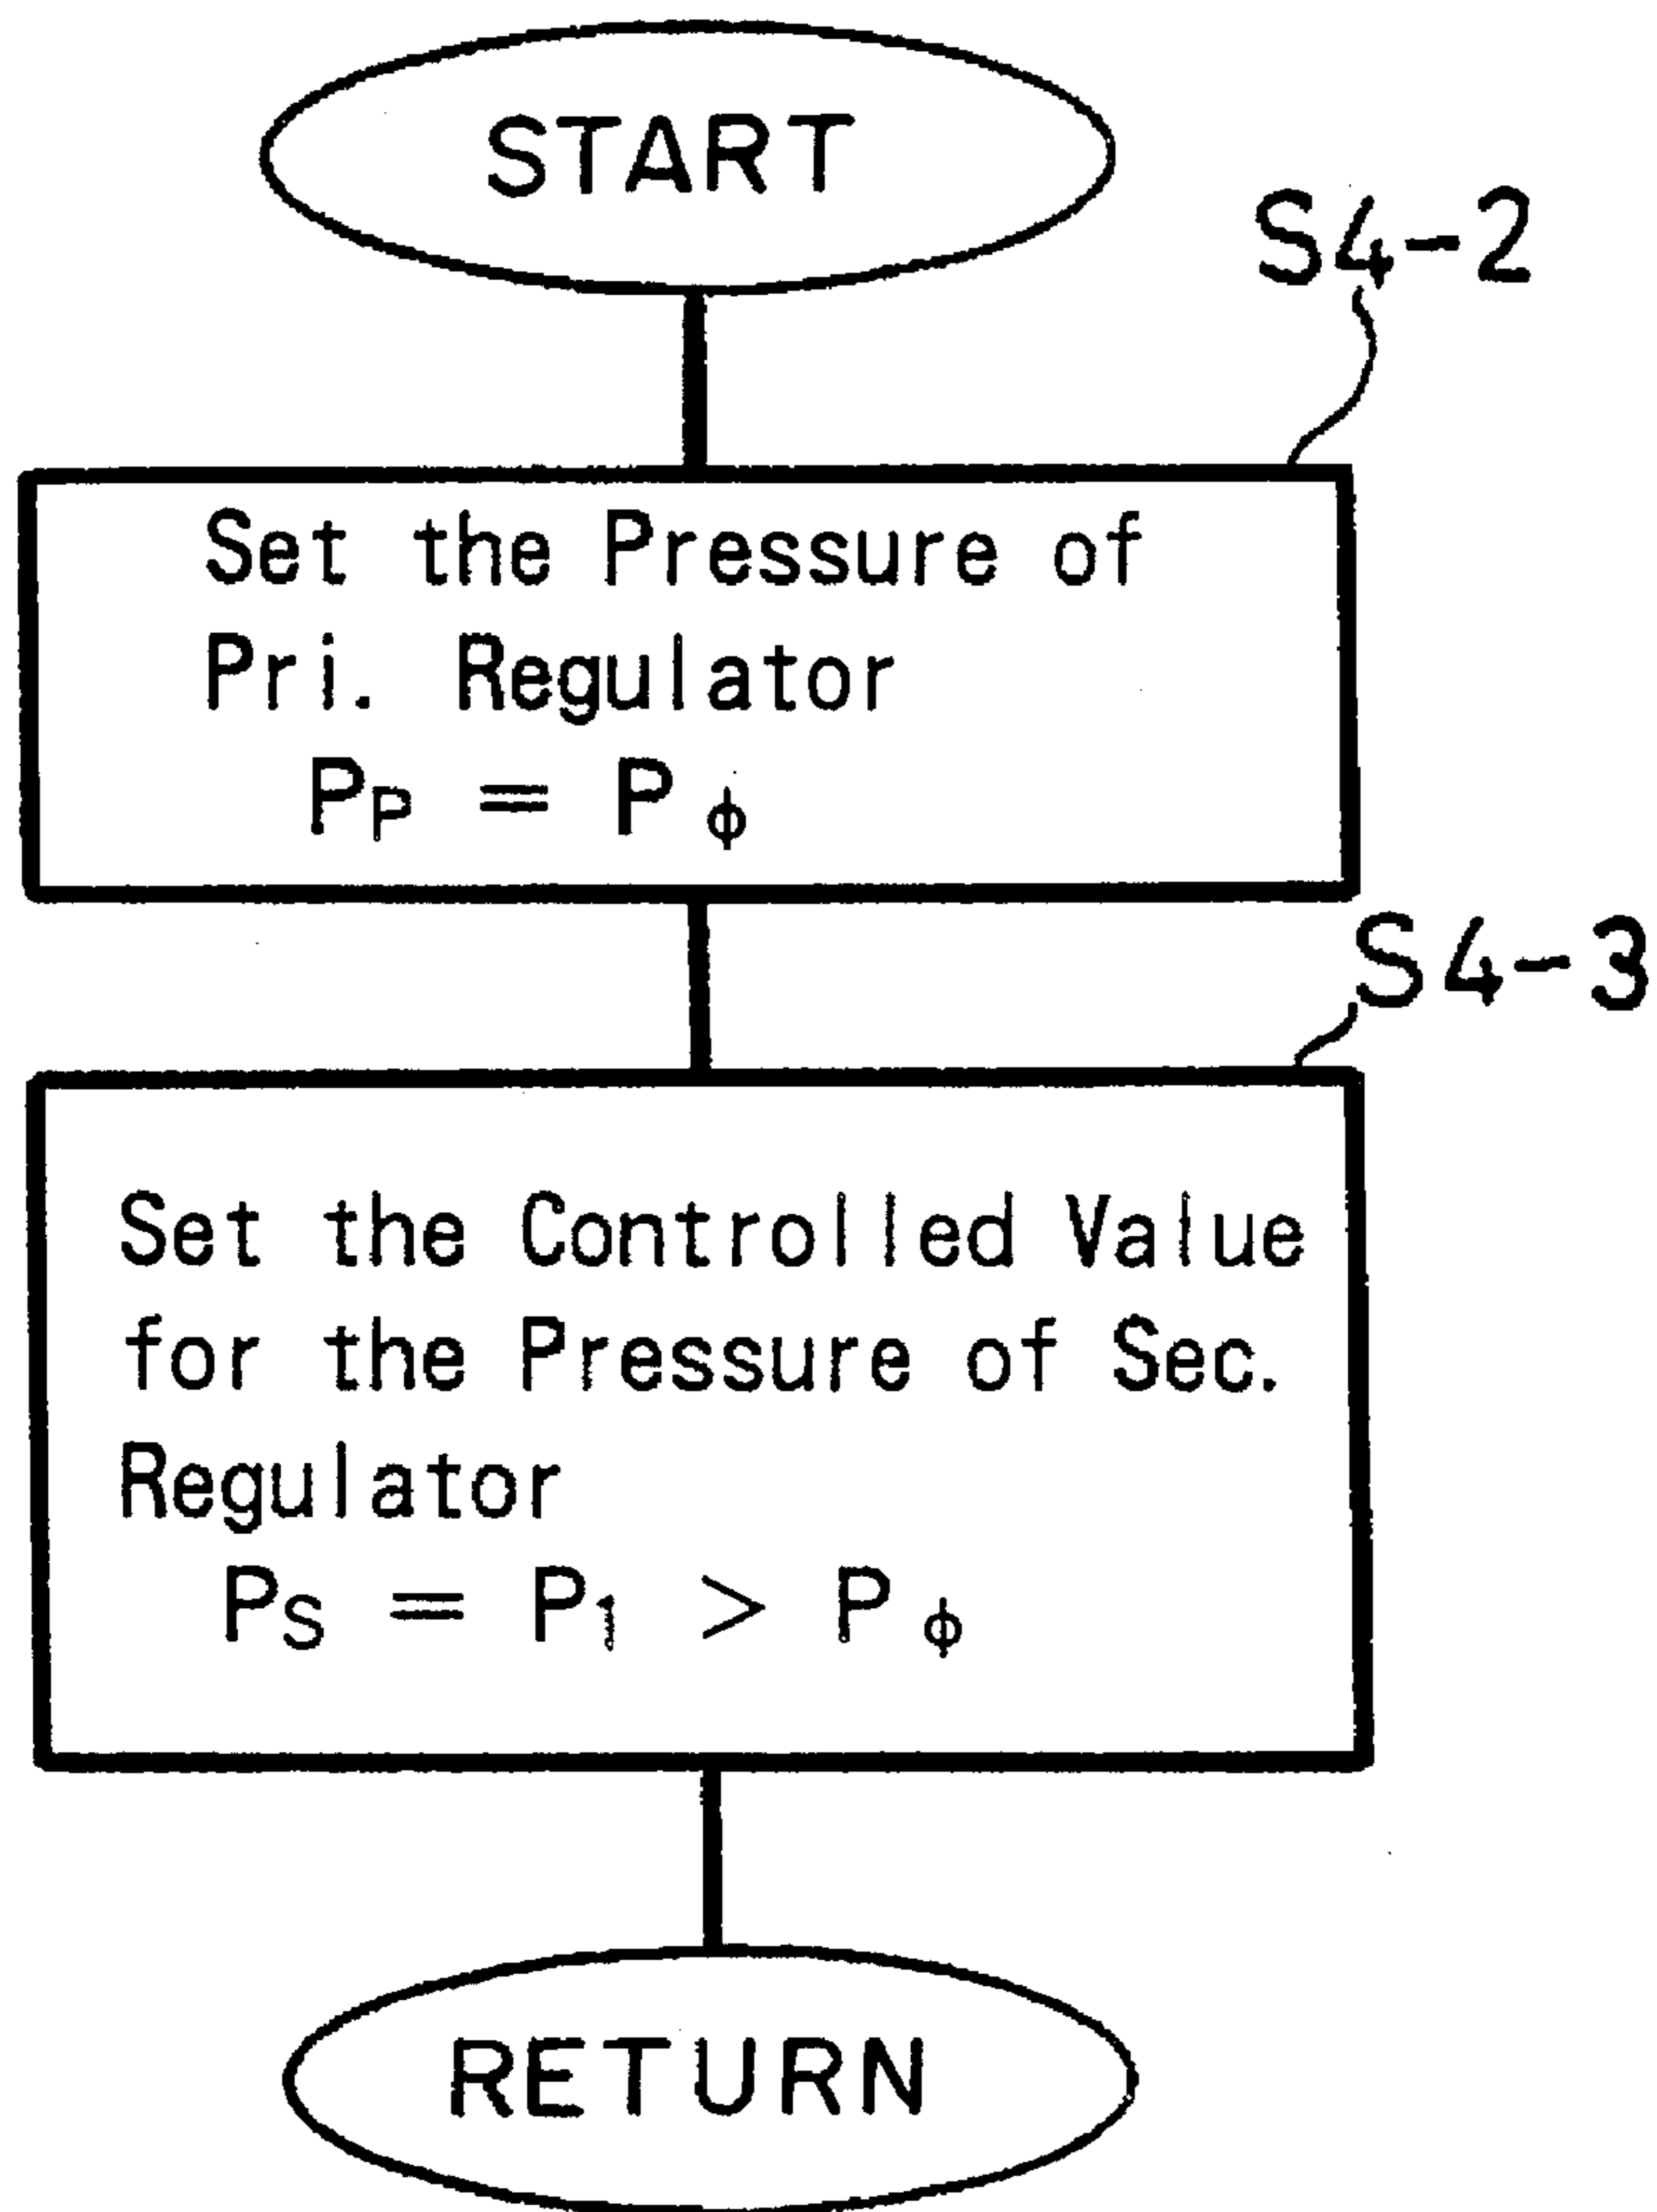 START
S4-2
Set the Pressure of
Pri. Regulator
PP = Pϕ
S4-3
Set the Controlled Value
for the Pressure of Sec.
Regulator
PS = P1 > Pϕ
RETURN